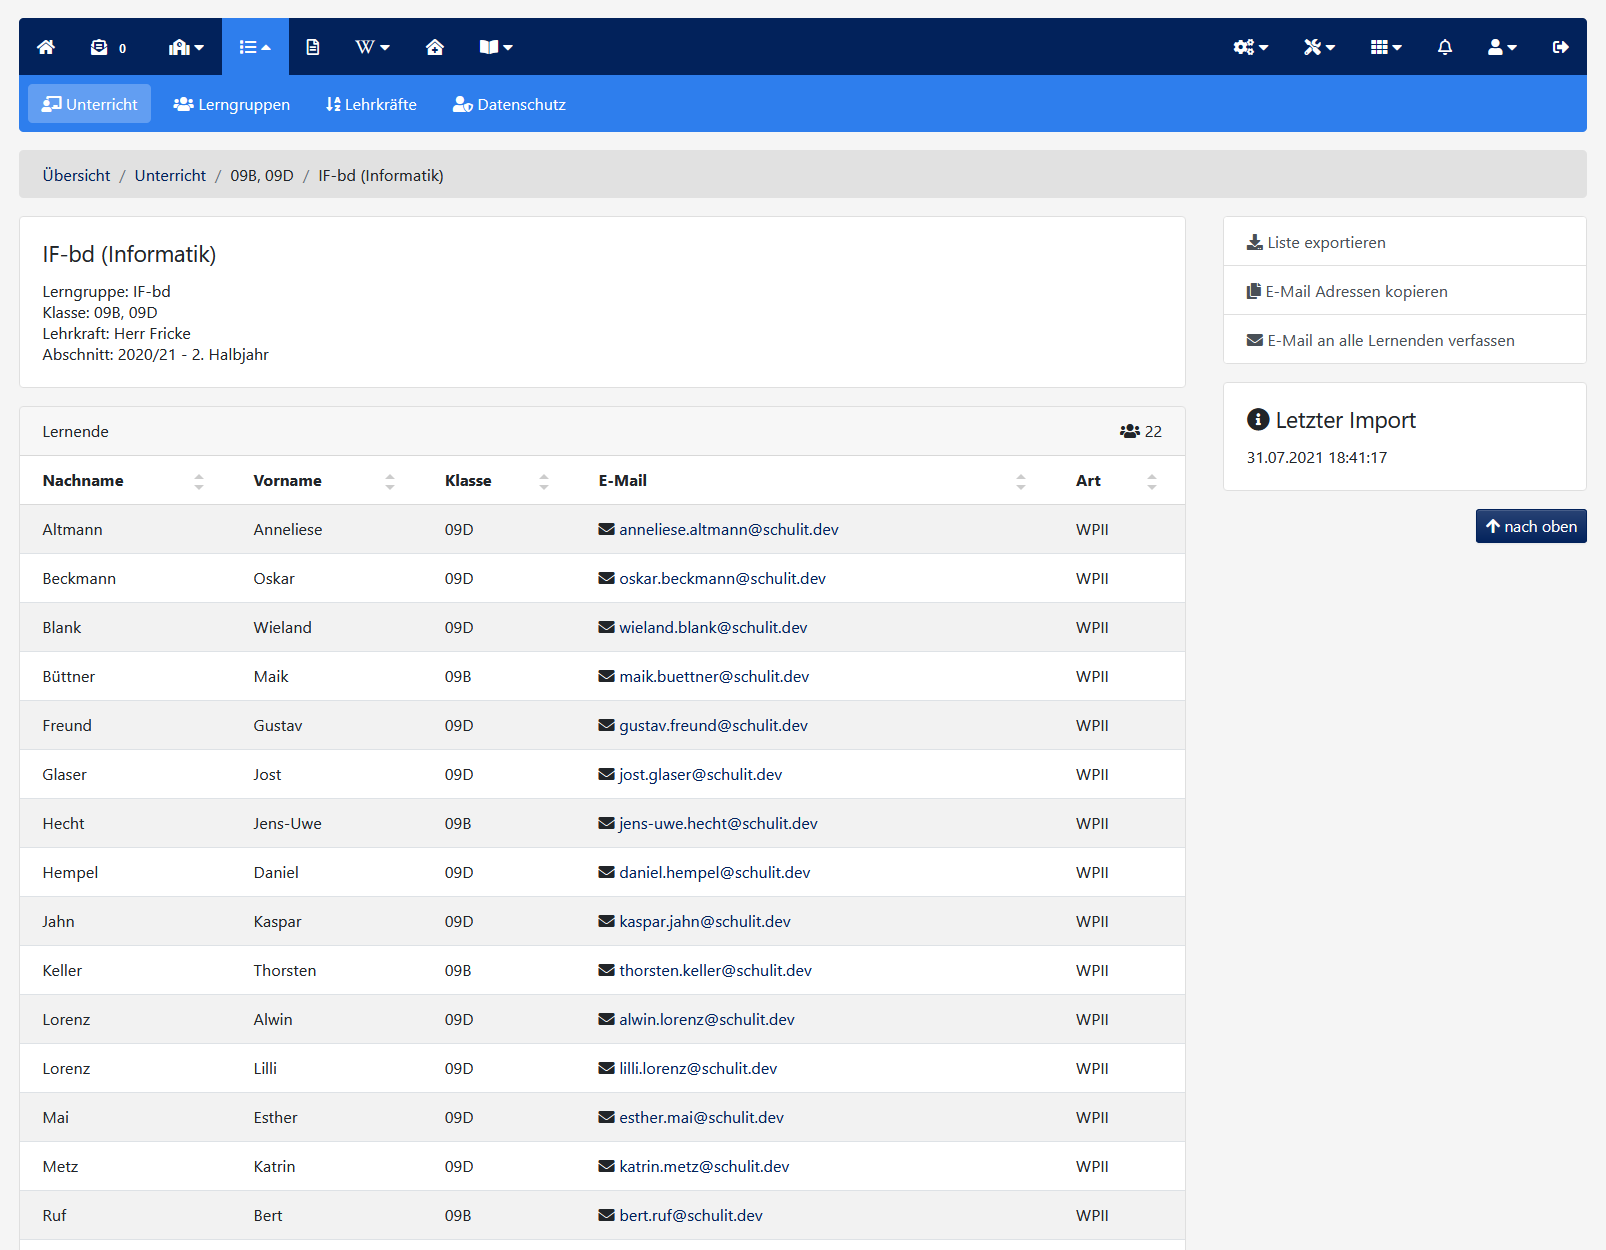 0
Unterricht Lerngruppen Lehrkräfte Datenschutz
Übersicht / Unterricht / 09B, 09D / IF-bd (Informatik)
IF-bd (Informatik)
Lerngruppe: IF-bd
Klasse: 09B, 09D
Lehrkraft: Herr Fricke
Abschnitt: 2020/21 - 2. Halbjahr
Lernende 22
Nachname Vorname Klasse E-Mail Art
Altmann Anneliese 09D anneliese.altmann@schulit.dev WPII
Beckmann Oskar 09D oskar.beckmann@schulit.dev WPII
Blank Wieland 09D wieland.blank@schulit.dev WPII
Büttner Maik 09B maik.buettner@schulit.dev WPII
Freund Gustav 09D gustav.freund@schulit.dev WPII
Glaser Jost 09D jost.glaser@schulit.dev WPII
Hecht Jens-Uwe 09B jens-uwe.hecht@schulit.dev WPII
Hempel Daniel 09D daniel.hempel@schulit.dev WPII
Jahn Kaspar 09D kaspar.jahn@schulit.dev WPII
Keller Thorsten 09B thorsten.keller@schulit.dev WPII
Lorenz Alwin 09D alwin.lorenz@schulit.dev WPII
Lorenz Lilli 09D lilli.lorenz@schulit.dev WPII
Mai Esther 09D esther.mai@schulit.dev WPII
Metz Katrin 09D katrin.metz@schulit.dev WPII
Ruf Bert 09B bert.ruf@schulit.dev WPII
Liste exportieren
E-Mail Adressen kopieren
E-Mail an alle Lernenden verfassen
Letzter Import
31.07.2021 18:41:17
nach oben